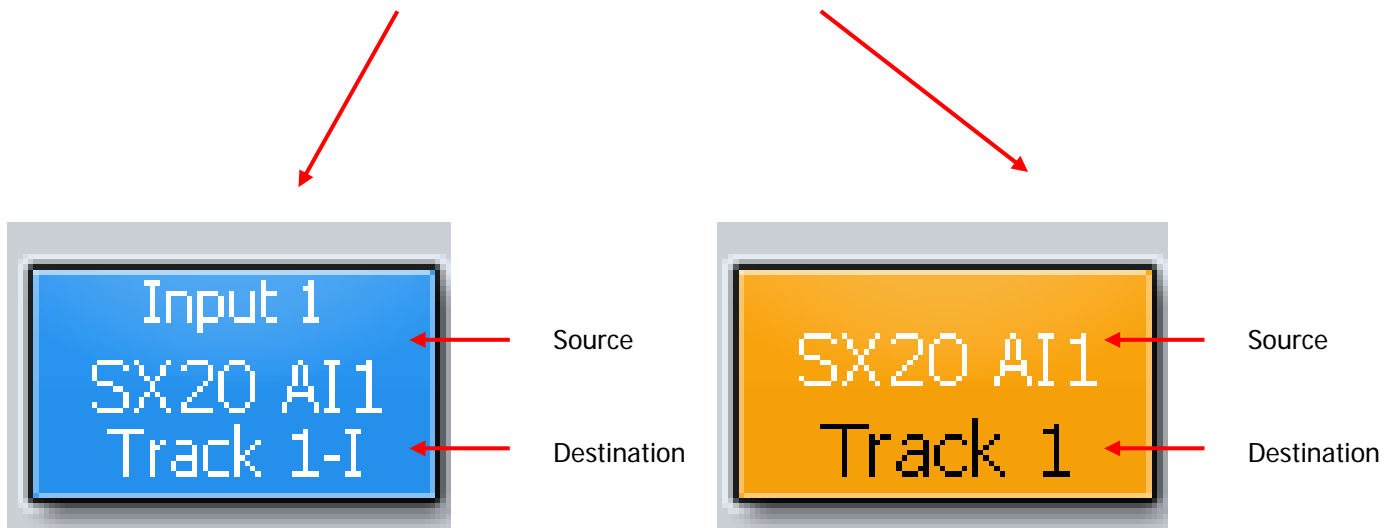 Input 1
SX20 AI1
Track 1-I
Source
Destination
SX20 AI1
Track 1
Source
Destination